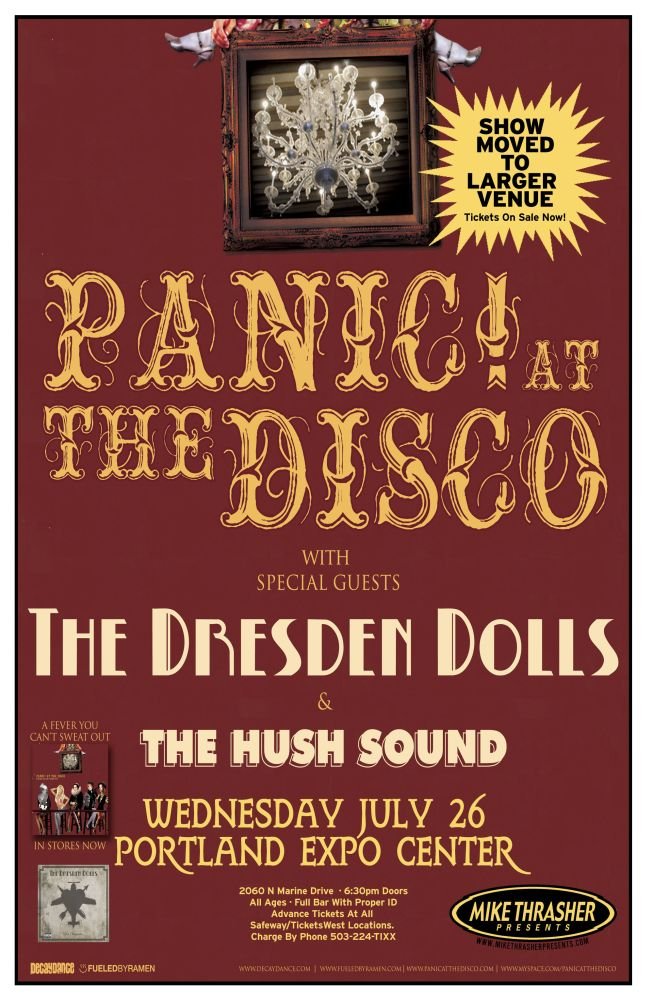 SHOW
MOVED
TO
LARGER
VENUE
Tickets On Sale Now!
PANIC! AT
THE DISCO
WITH
SPECIAL GUESTS
THE DRESDEN DOLLS
&
THE HUSH SOUND
A FEVER YOU
CAN'T SWEAT OUT
IN STORES NOW
WEDNESDAY JULY 26
PORTLAND EXPO CENTER
The Dresden Dolls
2060 N Marine Drive · 6:30pm Doors
All Ages · Full Bar With Proper ID
Advance Tickets At All
Safeway/TicketsWest Locations.
Charge By Phone 503-224-TIXX
MIKE THRASHER
PRESENTS
WWW.MIKETHRASHERPRESENTS.COM
DECAYDANCE FUELEDBYRAMEN
WWW.DECAYDANCE.COM | WWW.FUELEDBYRAMEN.COM | WWW.PANICATTHEDISCO.COM | WWW.MYSPACE.COM/PANICATTHEDISCO